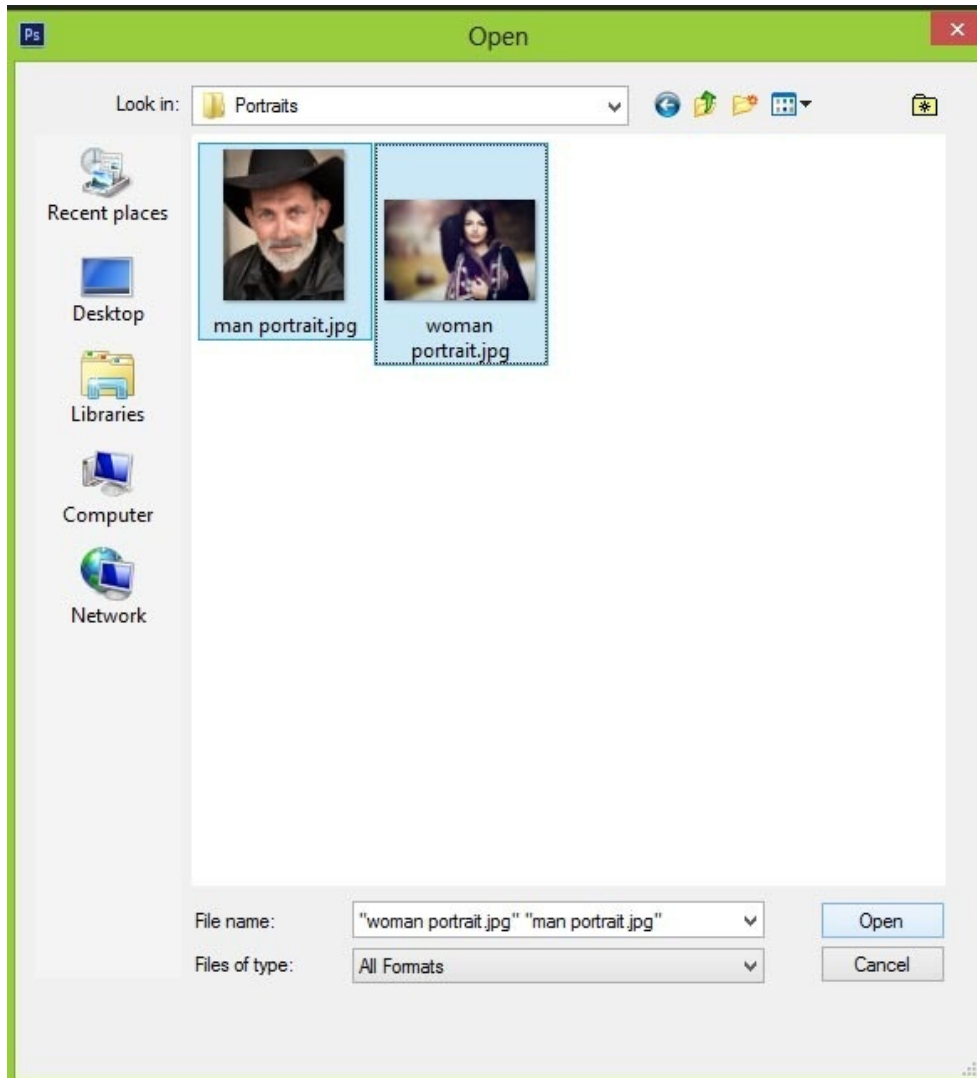 Ps
Open
Look in:
Portraits
Recent places
Desktop
Libraries
Computer
Network
man portrait.jpg
woman
portrait.jpg
File name:
"woman portrait.jpg" "man portrait.jpg"
Open
Files of type:
All Formats
Cancel